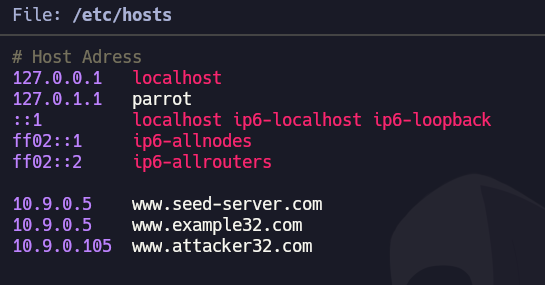 File: /etc/hosts
# Host Adress
127.0.0.1 localhost
127.0.1.1 parrot
::1 localhost ip6-localhost ip6-loopback
ff02::1 ip6-allnodes
ff02::2 ip6-allrouters
10.9.0.5 www.seed-server.com
10.9.0.5 www.example32.com
10.9.0.105 www.attacker32.com